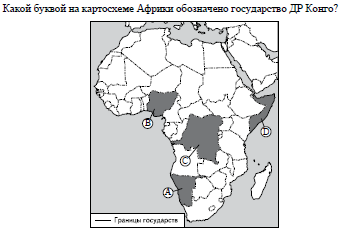 Какой буквой на картосхеме Африки обозначено государство ДР Конго?
B
D
C
A
Границы государств